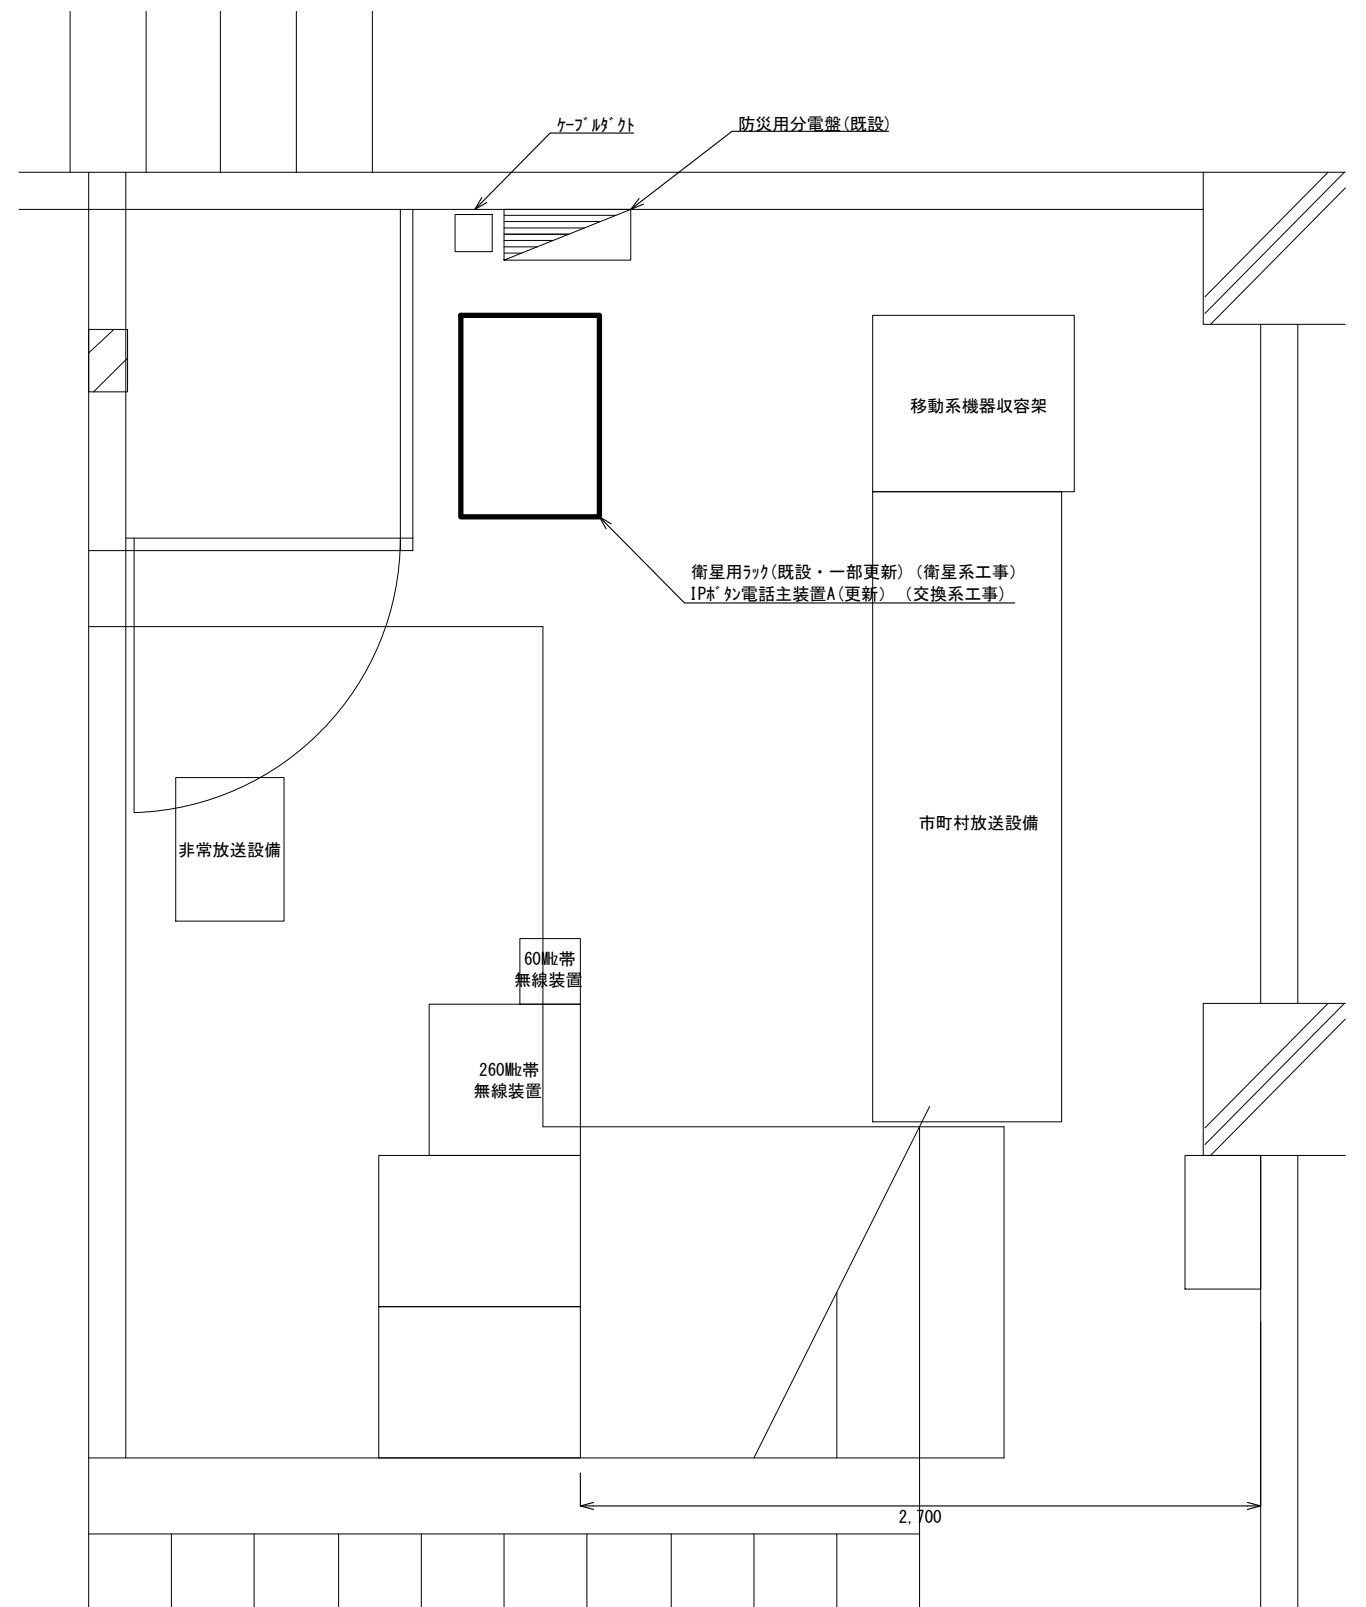 ｹｰﾌﾞﾙﾀﾞｸﾄ
防災用分電盤(既設)
移動系機器収容架
衛星用ﾗｯｸ(既設・一部更新)（衛星系工事）
IPﾎﾞﾀﾝ電話主装置A(更新)　（交換系工事）
市町村放送設備
非常放送設備
60MHz帯
無線装置
260MHz帯
無線装置
2,700